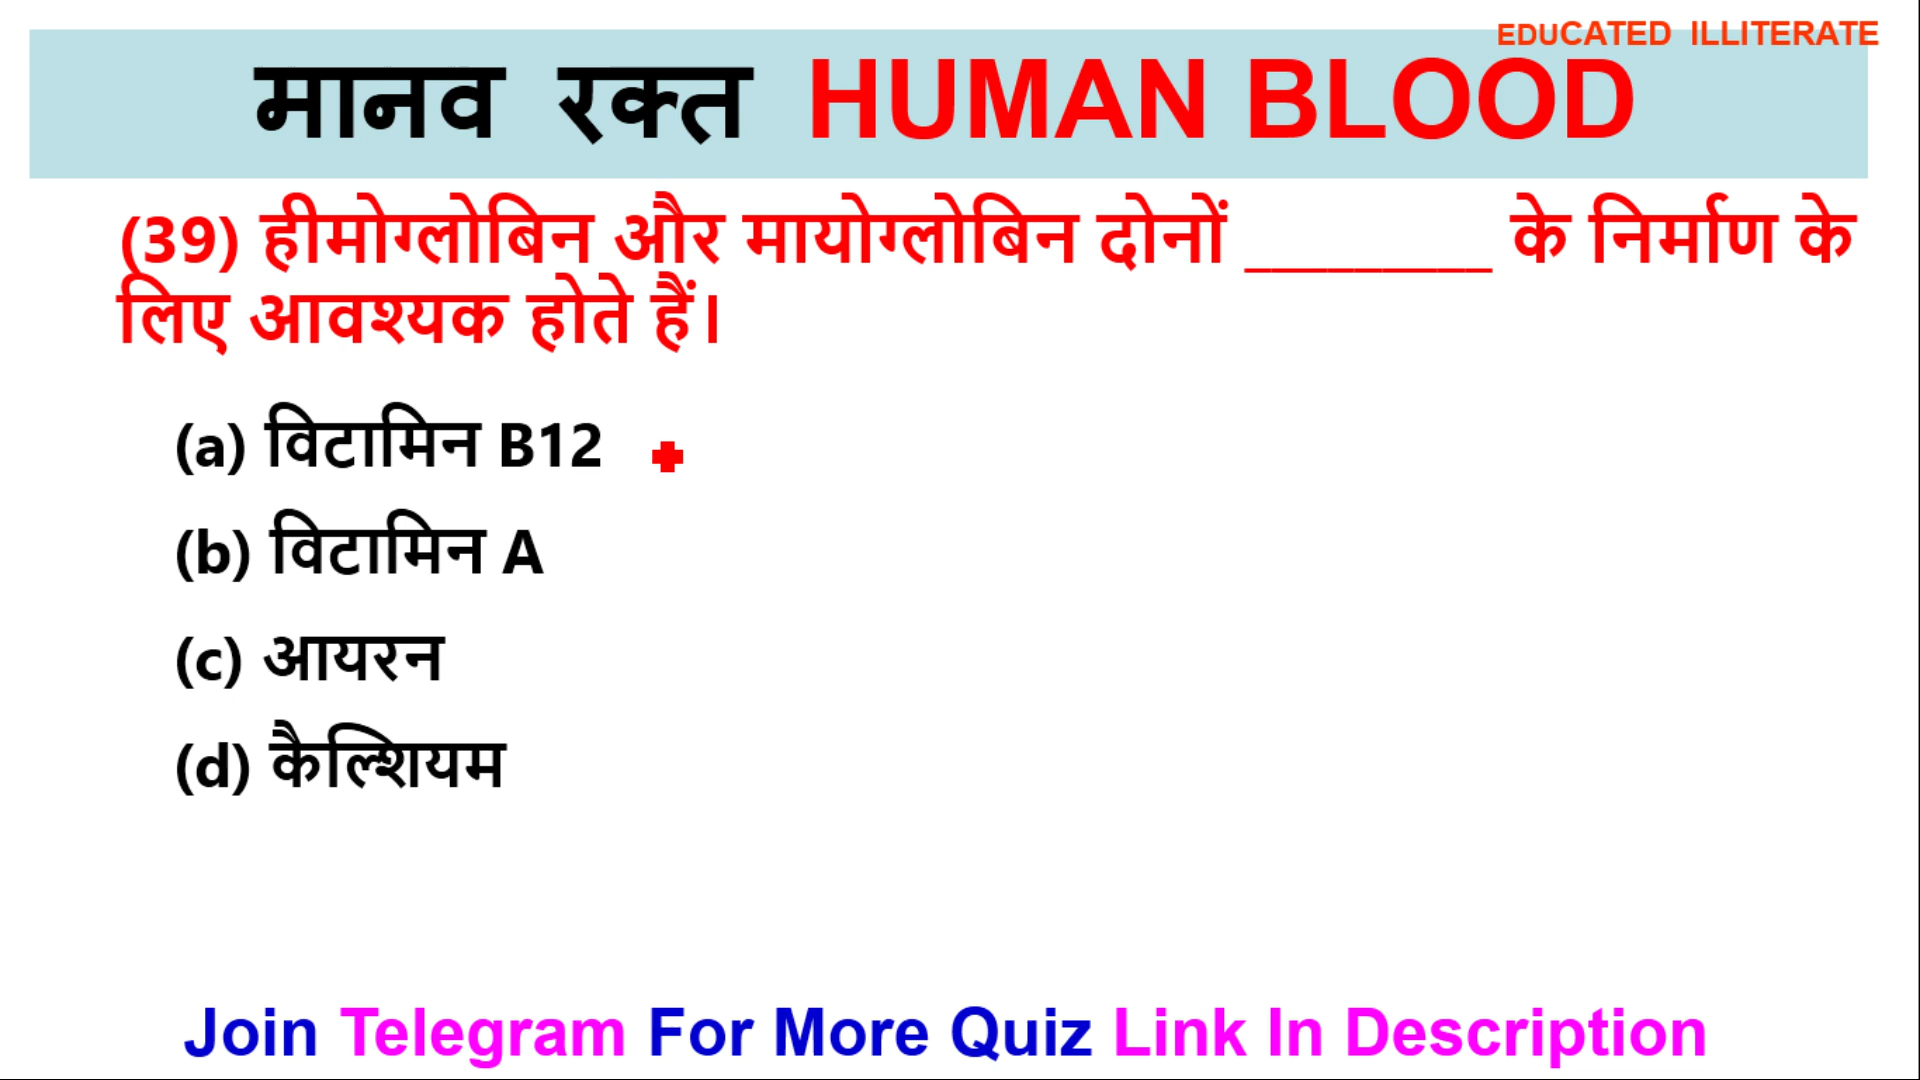 EDUCATED ILLITERATE
मानव रक्त HUMAN BLOOD
(39) हीमोग्लोबिन और मायोग्लोबिन दोनों _________ के निर्माण के
लिए आवश्यक होते हैं।
(a) विटामिन B12
(b) विटामिन A
(c) आयरन
(d) कैल्शियम
Join Telegram For More Quiz Link In Description